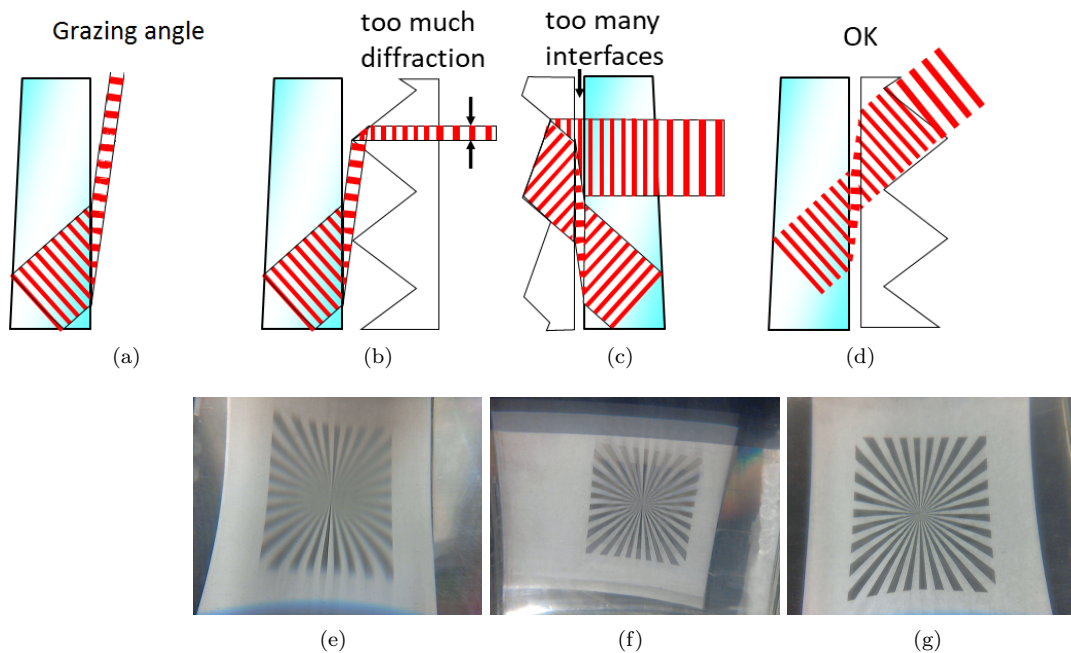 Grazing angle
too much
diffraction
too many
interfaces
OK
(a)
(b)
(c)
(d)
(e)
(f)
(g)